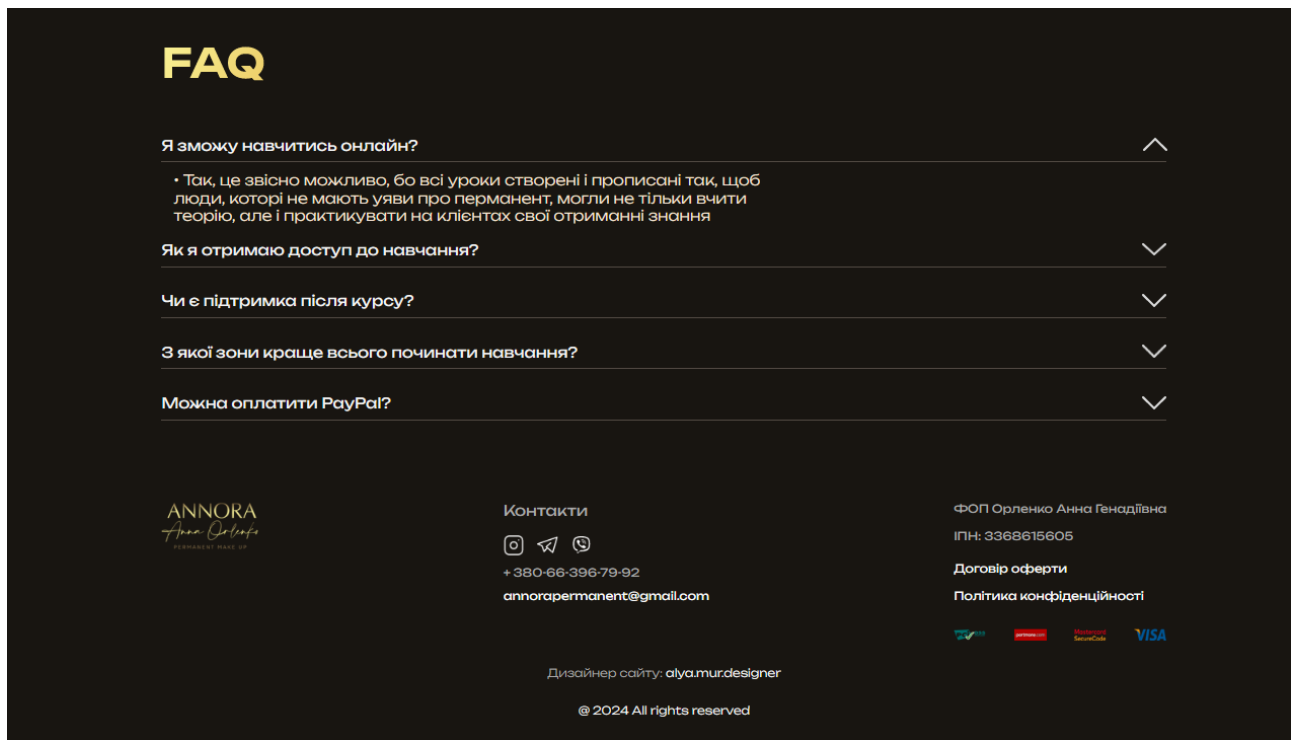 FAQ
Я зможу навчитись онлайн?
• Так, це звісно можливо, бо всі уроки створені і прописані так, щоб
люди, которі не мають уяви про перманент, могли не тільки вчити
теорію, але і практикувати на клієнтах свої отриманні знання
Як я отримаю доступ до навчання?
Чи є підтримка після курсу?
З якої зони краще всього починати навчання?
Можна оплатити PayPal?
ANNORA
Anna Orlenko
PERMANENT MAKE UP
Контакти
+380-66-396-79-92
annorapermanent@gmail.com
ФОП Орленко Анна Генадіївна
ІПН: 3368615605
Договір оферти
Політика конфіденційності
Mastercard
SecureCode
VISA
Дизайнер сайту: alya.mur.designer
@ 2024 All rights reserved